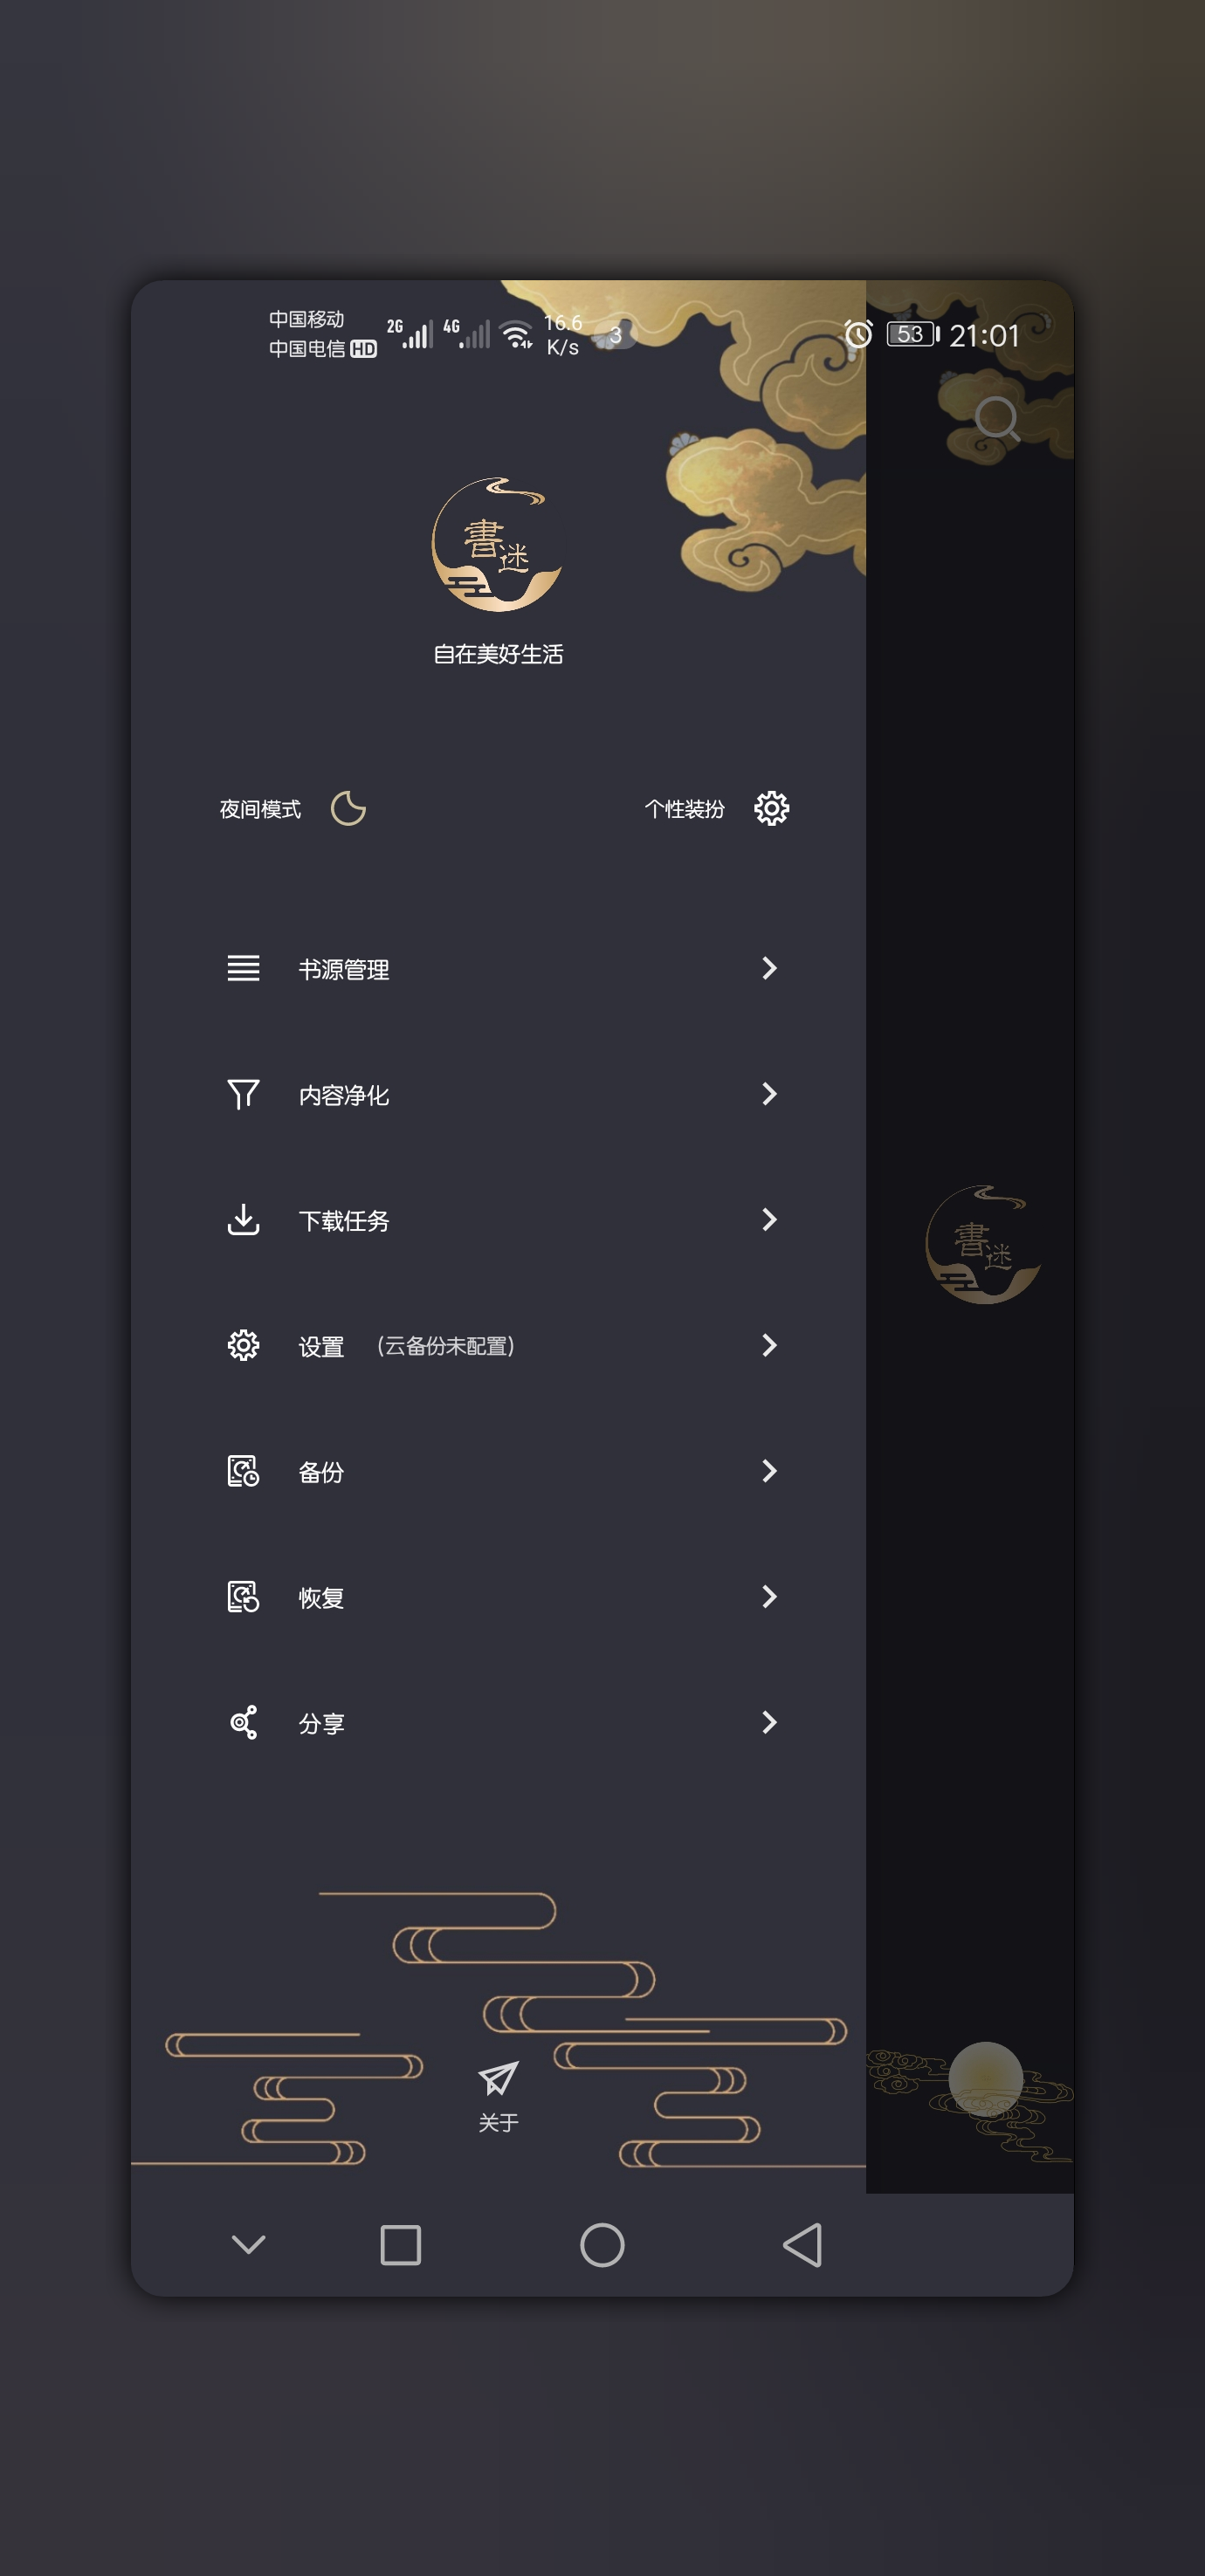 中国移动
中国电信 HD
2G
4G
16.6
K/s
3
53
21:01
書迷
自在美好生活
夜间模式
个性装扮
书源管理
内容净化
下载任务
设置 (云备份未配置)
备份
恢复
分享
書迷
关于